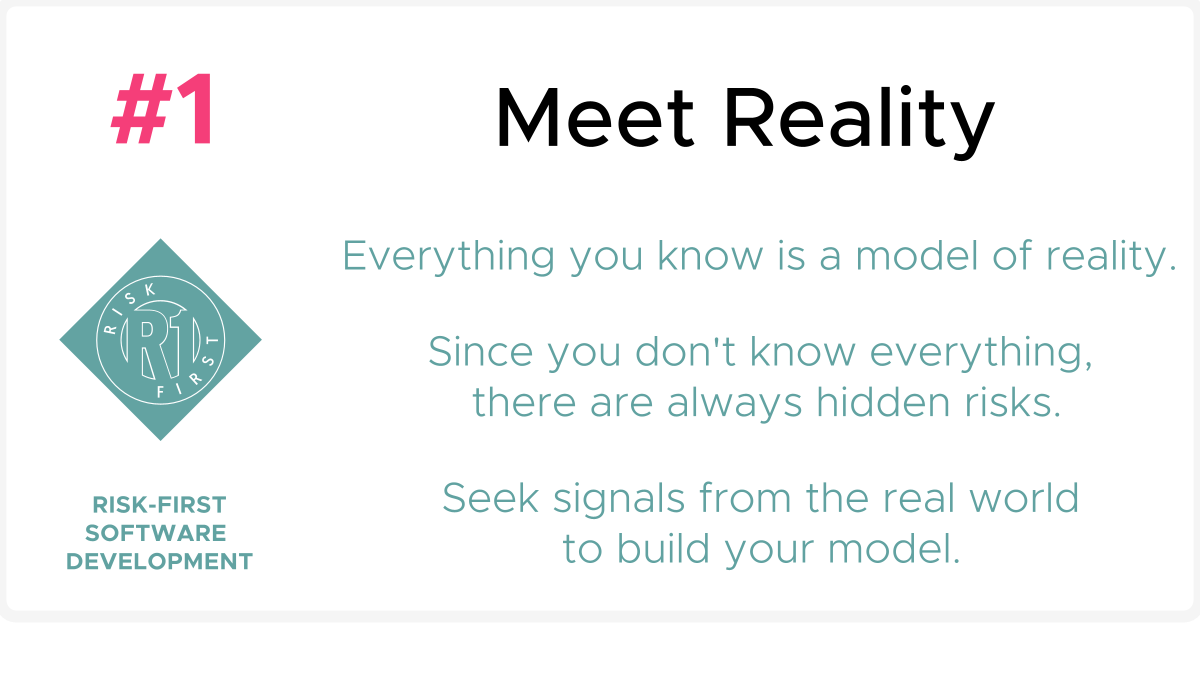 #1
Meet Reality
Everything you know is a model of reality.
Since you don't know everything,
there are always hidden risks.
Seek signals from the real world
to build your model.
RISK
R1
FIRST
RISK-FIRST
SOFTWARE
DEVELOPMENT